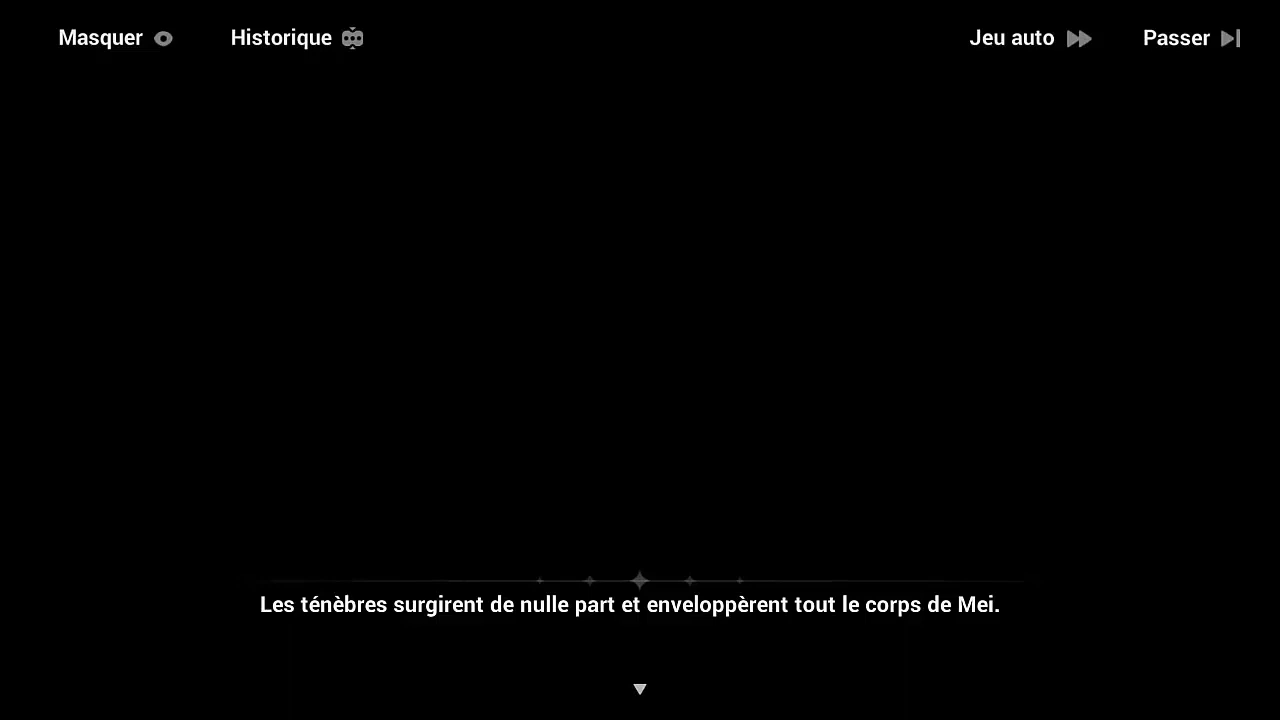 Masquer
Historique
Jeu auto
Passer
Les ténèbres surgirent de nulle part et enveloppèrent tout le corps de Mei.